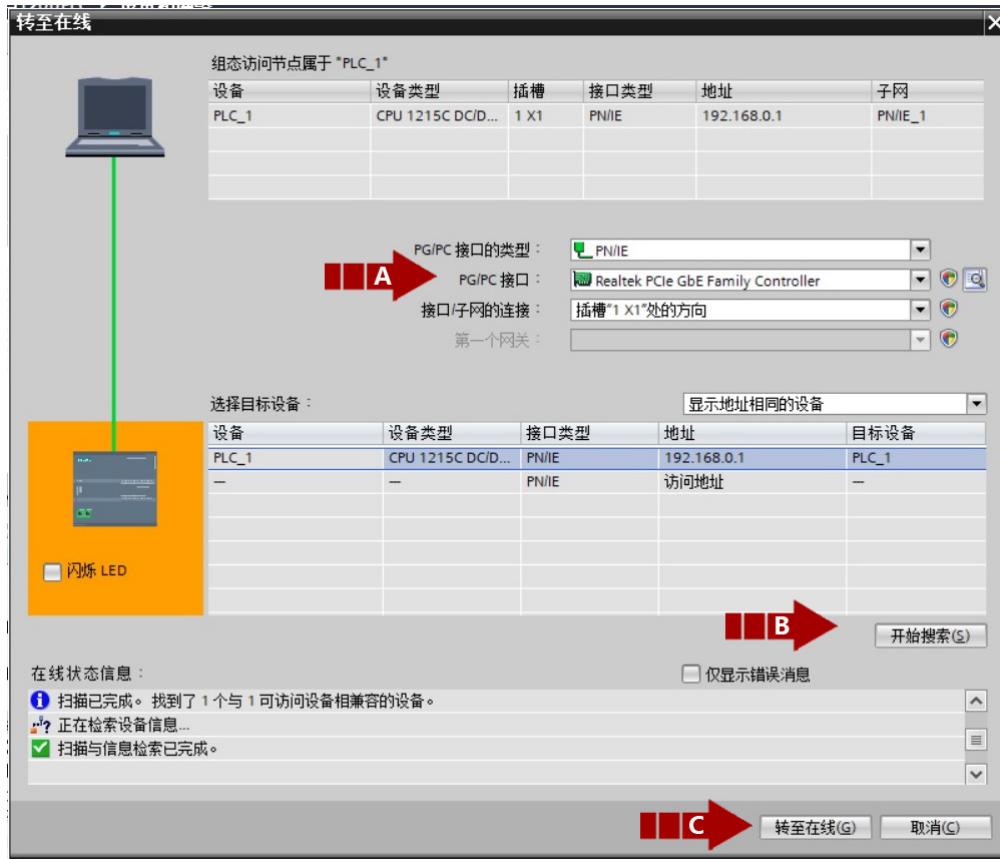 转至在线
组态访问节点属于 "PLC_1"
设备 设备类型 插槽 接口类型 地址 子网
PLC_1 CPU 1215C DC/D... 1 X1 PN/IE 192.168.0.1 PN/IE_1
PG/PC 接口的类型： PN/IE
A PG/PC 接口： Realtek PCIe GbE Family Controller
接口/子网的连接： 插槽"1 X1"处的方向
第一个网关：
选择目标设备： 显示地址相同的设备
设备 设备类型 接口类型 地址 目标设备
PLC_1 CPU 1215C DC/D... PN/IE 192.168.0.1 PLC_1
— — PN/IE 访问地址 —
闪烁 LED
B 开始搜索(S)
在线状态信息： 仅显示错误消息
扫描已完成。 找到了 1 个与 1 可访问设备相兼容的设备。
正在检索设备信息...
扫描与信息检索已完成。
C 转至在线(G) 取消(C)